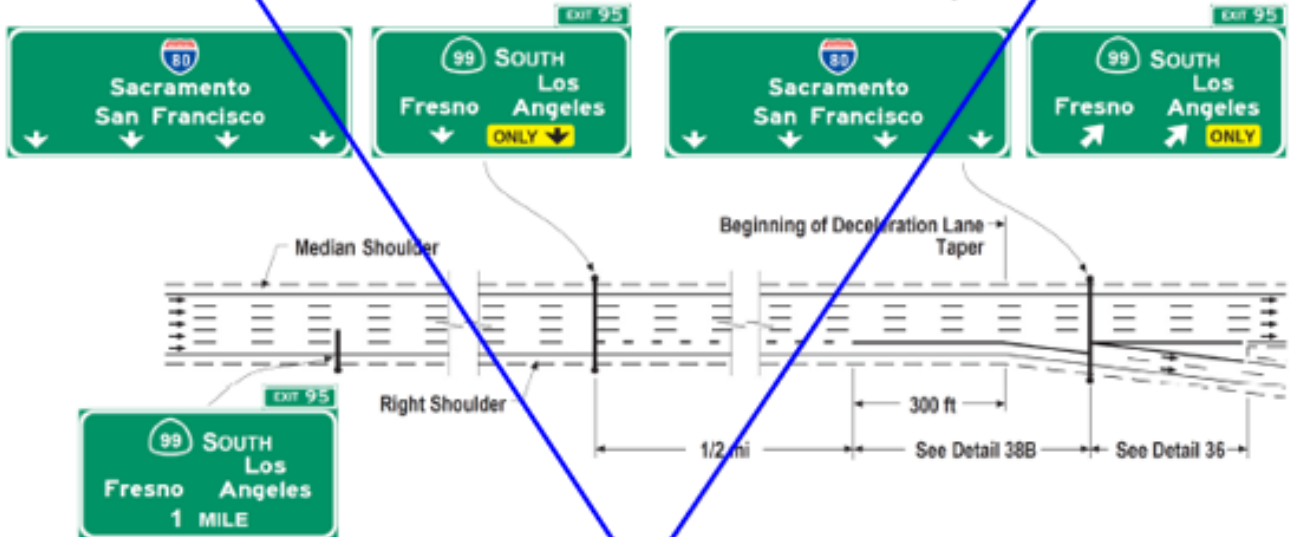 EXIT 95
80
Sacramento
San Francisco
99 SOUTH
Los
Fresno Angeles
ONLY
80
Sacramento
San Francisco
EXIT 95
99 SOUTH
Los
Fresno Angeles
ONLY
Beginning of Deceleration Lane
Taper
Median Shoulder
Right Shoulder
300 ft
1/2 mi
See Detail 38B
See Detail 36
EXIT 95
99 SOUTH
Los
Fresno Angeles
1 MILE